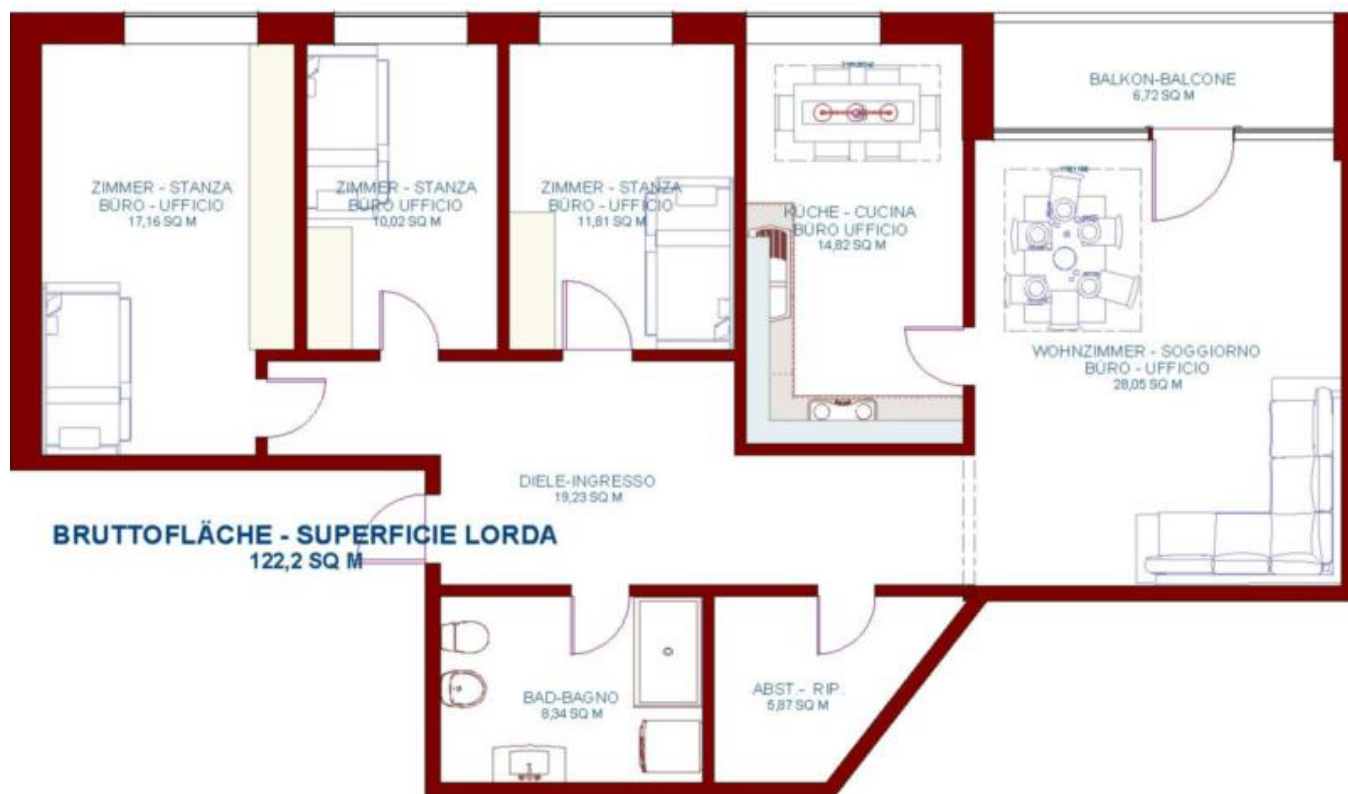 BALKON-BALCONE
6,72 SQ M
ZIMMER - STANZA
BÜRO - UFFICIO
17,16 SQ M
ZIMMER - STANZA
BÜRO UFFICIO
10,02 SQ M
ZIMMER - STANZA
BÜRO - UFFICIO
11,81 SQ M
KÜCHE - CUCINA
BÜRO UFFICIO
14,82 SQ M
WOHNZIMMER - SOGGIORNO
BÜRO - UFFICIO
28,05 SQ M
DIELE-INGRESSO
19,23 SQ M
BRUTTOFLÄCHE - SUPERFICIE LORDA
122,2 SQ M
BAD-BAGNO
8,34 SQ M
ABST.- RIP.
5,87 SQ M